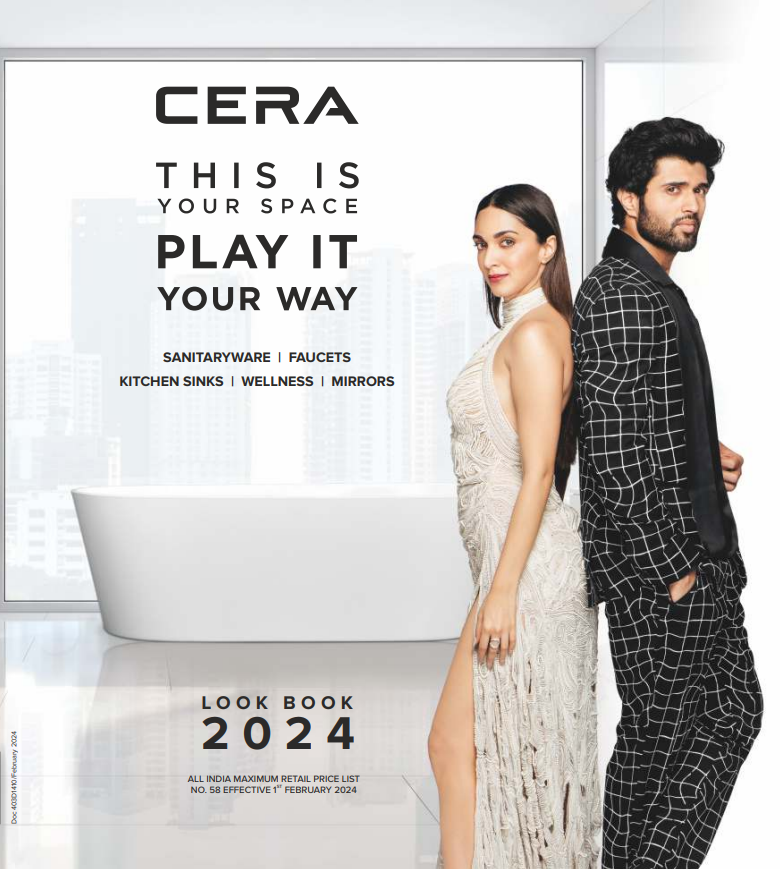 CERA
THIS IS
YOUR SPACE
PLAY IT
YOUR WAY
SANITARYWARE | FAUCETS
KITCHEN SINKS | WELLNESS | MIRRORS
LOOK BOOK
2024
ALL INDIA MAXIMUM RETAIL PRICE LIST
NO. 58 EFFECTIVE 1st FEBRUARY 2024
Doc 403D1410/February 2024